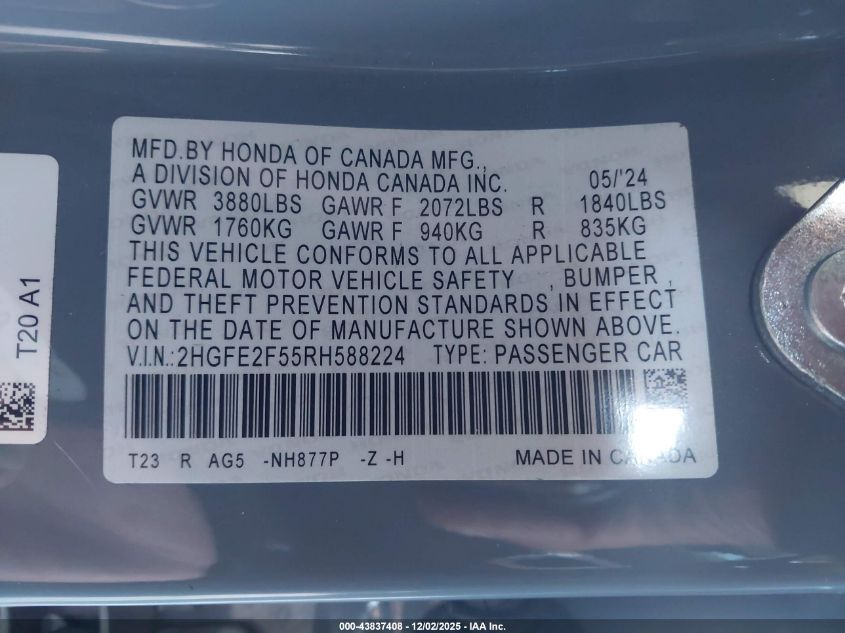 MFD.BY HONDA OF CANADA MFG.,
A DIVISION OF HONDA CANADA INC. 05/'24
GVWR 3880LBS GAWR F 2072LBS R 1840LBS
GVWR 1760KG GAWR F 940KG R 835KG
THIS VEHICLE CONFORMS TO ALL APPLICABLE
FEDERAL MOTOR VEHICLE SAFETY , BUMPER ,
AND THEFT PREVENTION STANDARDS IN EFFECT
ON THE DATE OF MANUFACTURE SHOWN ABOVE.
V.I.N.:2HGFE2F55RH588224 TYPE: PASSENGER CAR
T23 R AG5 -NH877P -Z -H MADE IN CANADA
T20 A1
000-43837408 - 12/02/2025 - IAA Inc.